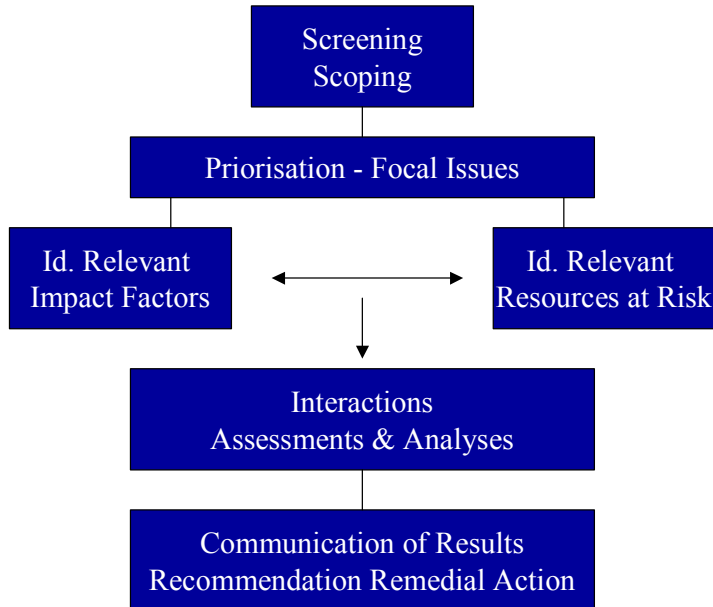 Screening
Scoping
Priorisation - Focal Issues
Id. Relevant
Impact Factors
Id. Relevant
Resources at Risk
Interactions
Assessments & Analyses
Communication of Results
Recommendation Remedial Action